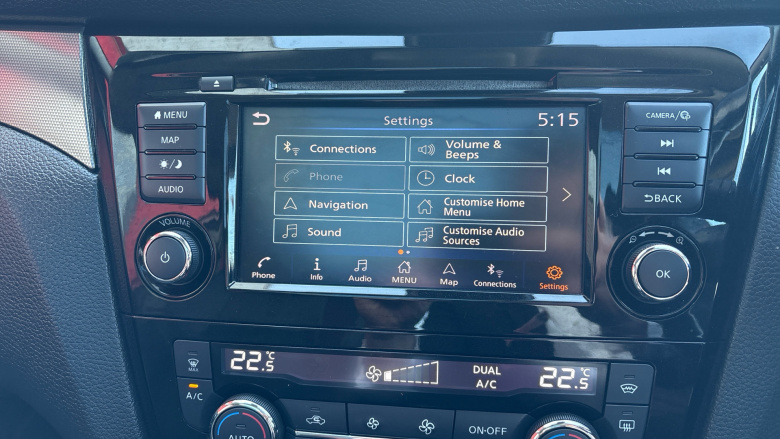 MENU
MAP
AUDIO
VOLUME
Settings
5:15
Connections
Volume &
Beeps
Phone
Clock
Navigation
Customise Home
Menu
Sound
Customise Audio
Sources
Phone
Info
Audio
MENU
Map
Connections
Settings
CAMERA/
BACK
OK
MAX
A/C
22.5°C
DUAL
A/C
22.5°C
AUTO
ON·OFF